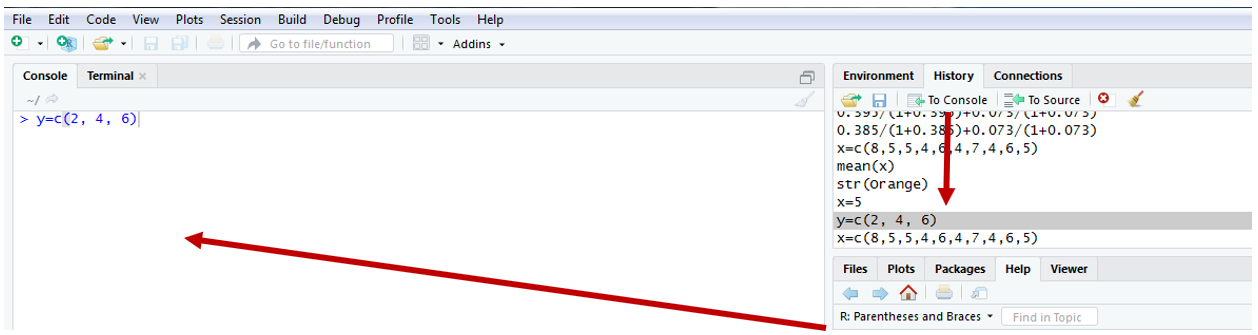 File Edit Code View Plots Session Build Debug Profile Tools Help
Go to file/function Addins
Console Terminal
~/
> y=c(2, 4, 6)
Environment History Connections
To Console To Source
0.395/(1+0.395)+0.073/(1+0.073)
0.385/(1+0.385)+0.073/(1+0.073)
x=c(8,5,5,4,6,4,7,4,6,5)
mean(x)
str(Orange)
x=5
y=c(2, 4, 6)
x=c(8,5,5,4,6,4,7,4,6,5)
Files Plots Packages Help Viewer
R: Parentheses and Braces Find in Topic